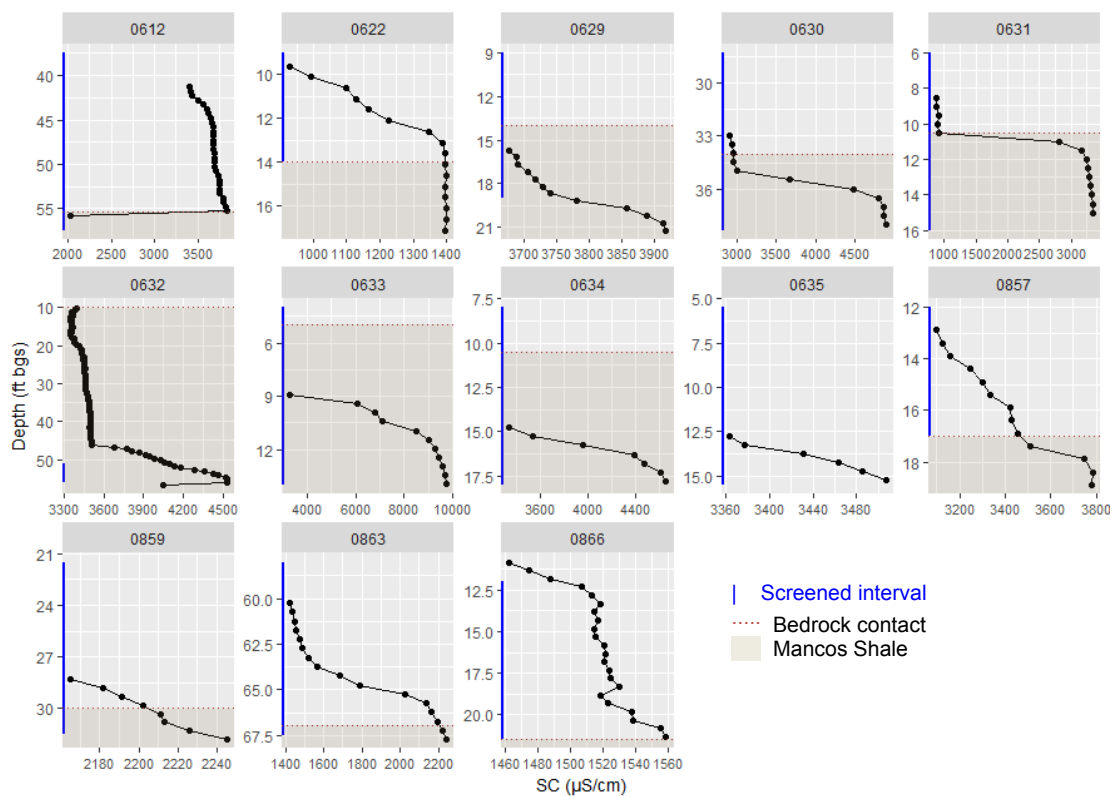 0612 0622 0629 0630 0631
40 45 50 55
2000 2500 3000 3500
10 12 14 16
1000 1100 1200 1300 1400
9 12 15 18 21
3700 3750 3800 3850 3900
30 33 36
3000 3500 4000 4500
6 7 8 9 10 11 12 13 14 15 16
1000 1500 2000 2500 3000
0632 0633 0634 0635 0857
10 20 30 40 50
3300 3600 3900 4200 4500
6 9 12
4000 6000 8000 10000
7.5 10.0 12.5 15.0 17.5
3600 4000 4400
5.0 7.5 10.0 12.5 15.0
3360 3400 3440 3480
12 14 16 18
3200 3400 3600 3800
0859 0863 0866
21 24 27 30
2180 2200 2220 2240
60.0 62.5 65.0 67.5
1400 1600 1800 2000 2200
12.5 15.0 17.5 20.0
1460 1480 1500 1520 1540 1560
Depth (ft bgs)
SC (µS/cm)
Screened interval
Bedrock contact
Mancos Shale